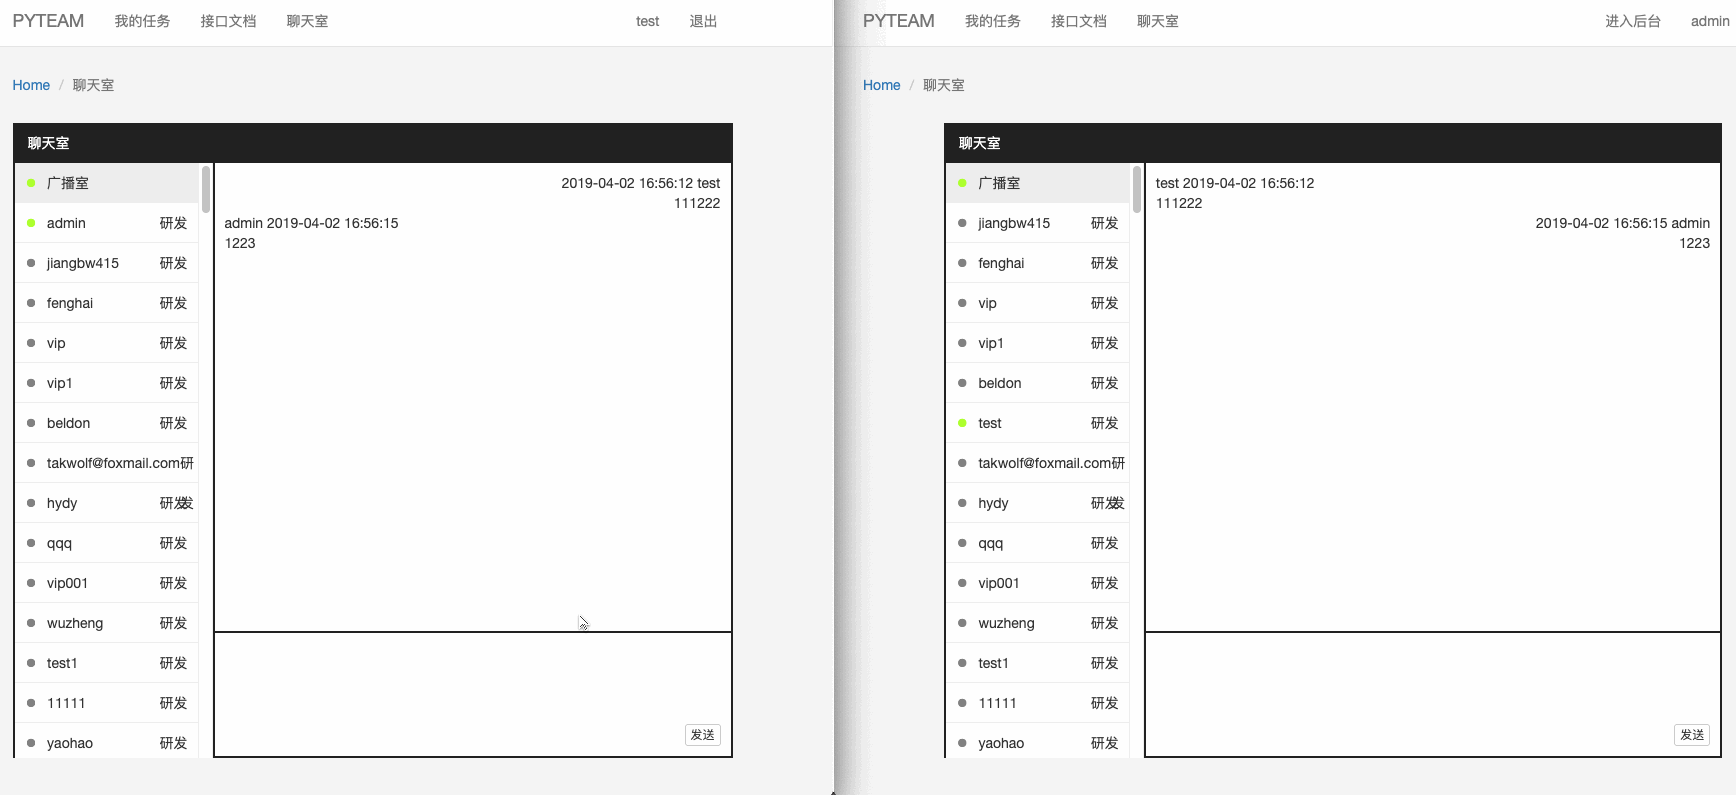 PYTEAM 我的任务 接口文档 聊天室 test 退出
Home / 聊天室
聊天室
广播室
admin 研发
jiangbw415 研发
fenghai 研发
vip 研发
vip1 研发
beldon 研发
takwolf@foxmail.com研
发
hydy 研发
qqq 研发
vip001 研发
wuzheng 研发
test1 研发
11111 研发
yaohao 研发
2019-04-02 16:56:12 test
111222
admin 2019-04-02 16:56:15
1223
发送
PYTEAM 我的任务 接口文档 聊天室 进入后台 admin
Home / 聊天室
聊天室
广播室
jiangbw415 研发
fenghai 研发
vip 研发
vip1 研发
beldon 研发
test 研发
takwolf@foxmail.com研
发
hydy 研发
qqq 研发
vip001 研发
wuzheng 研发
test1 研发
11111 研发
yaohao 研发
test 2019-04-02 16:56:12
111222
2019-04-02 16:56:15 admin
1223
发送